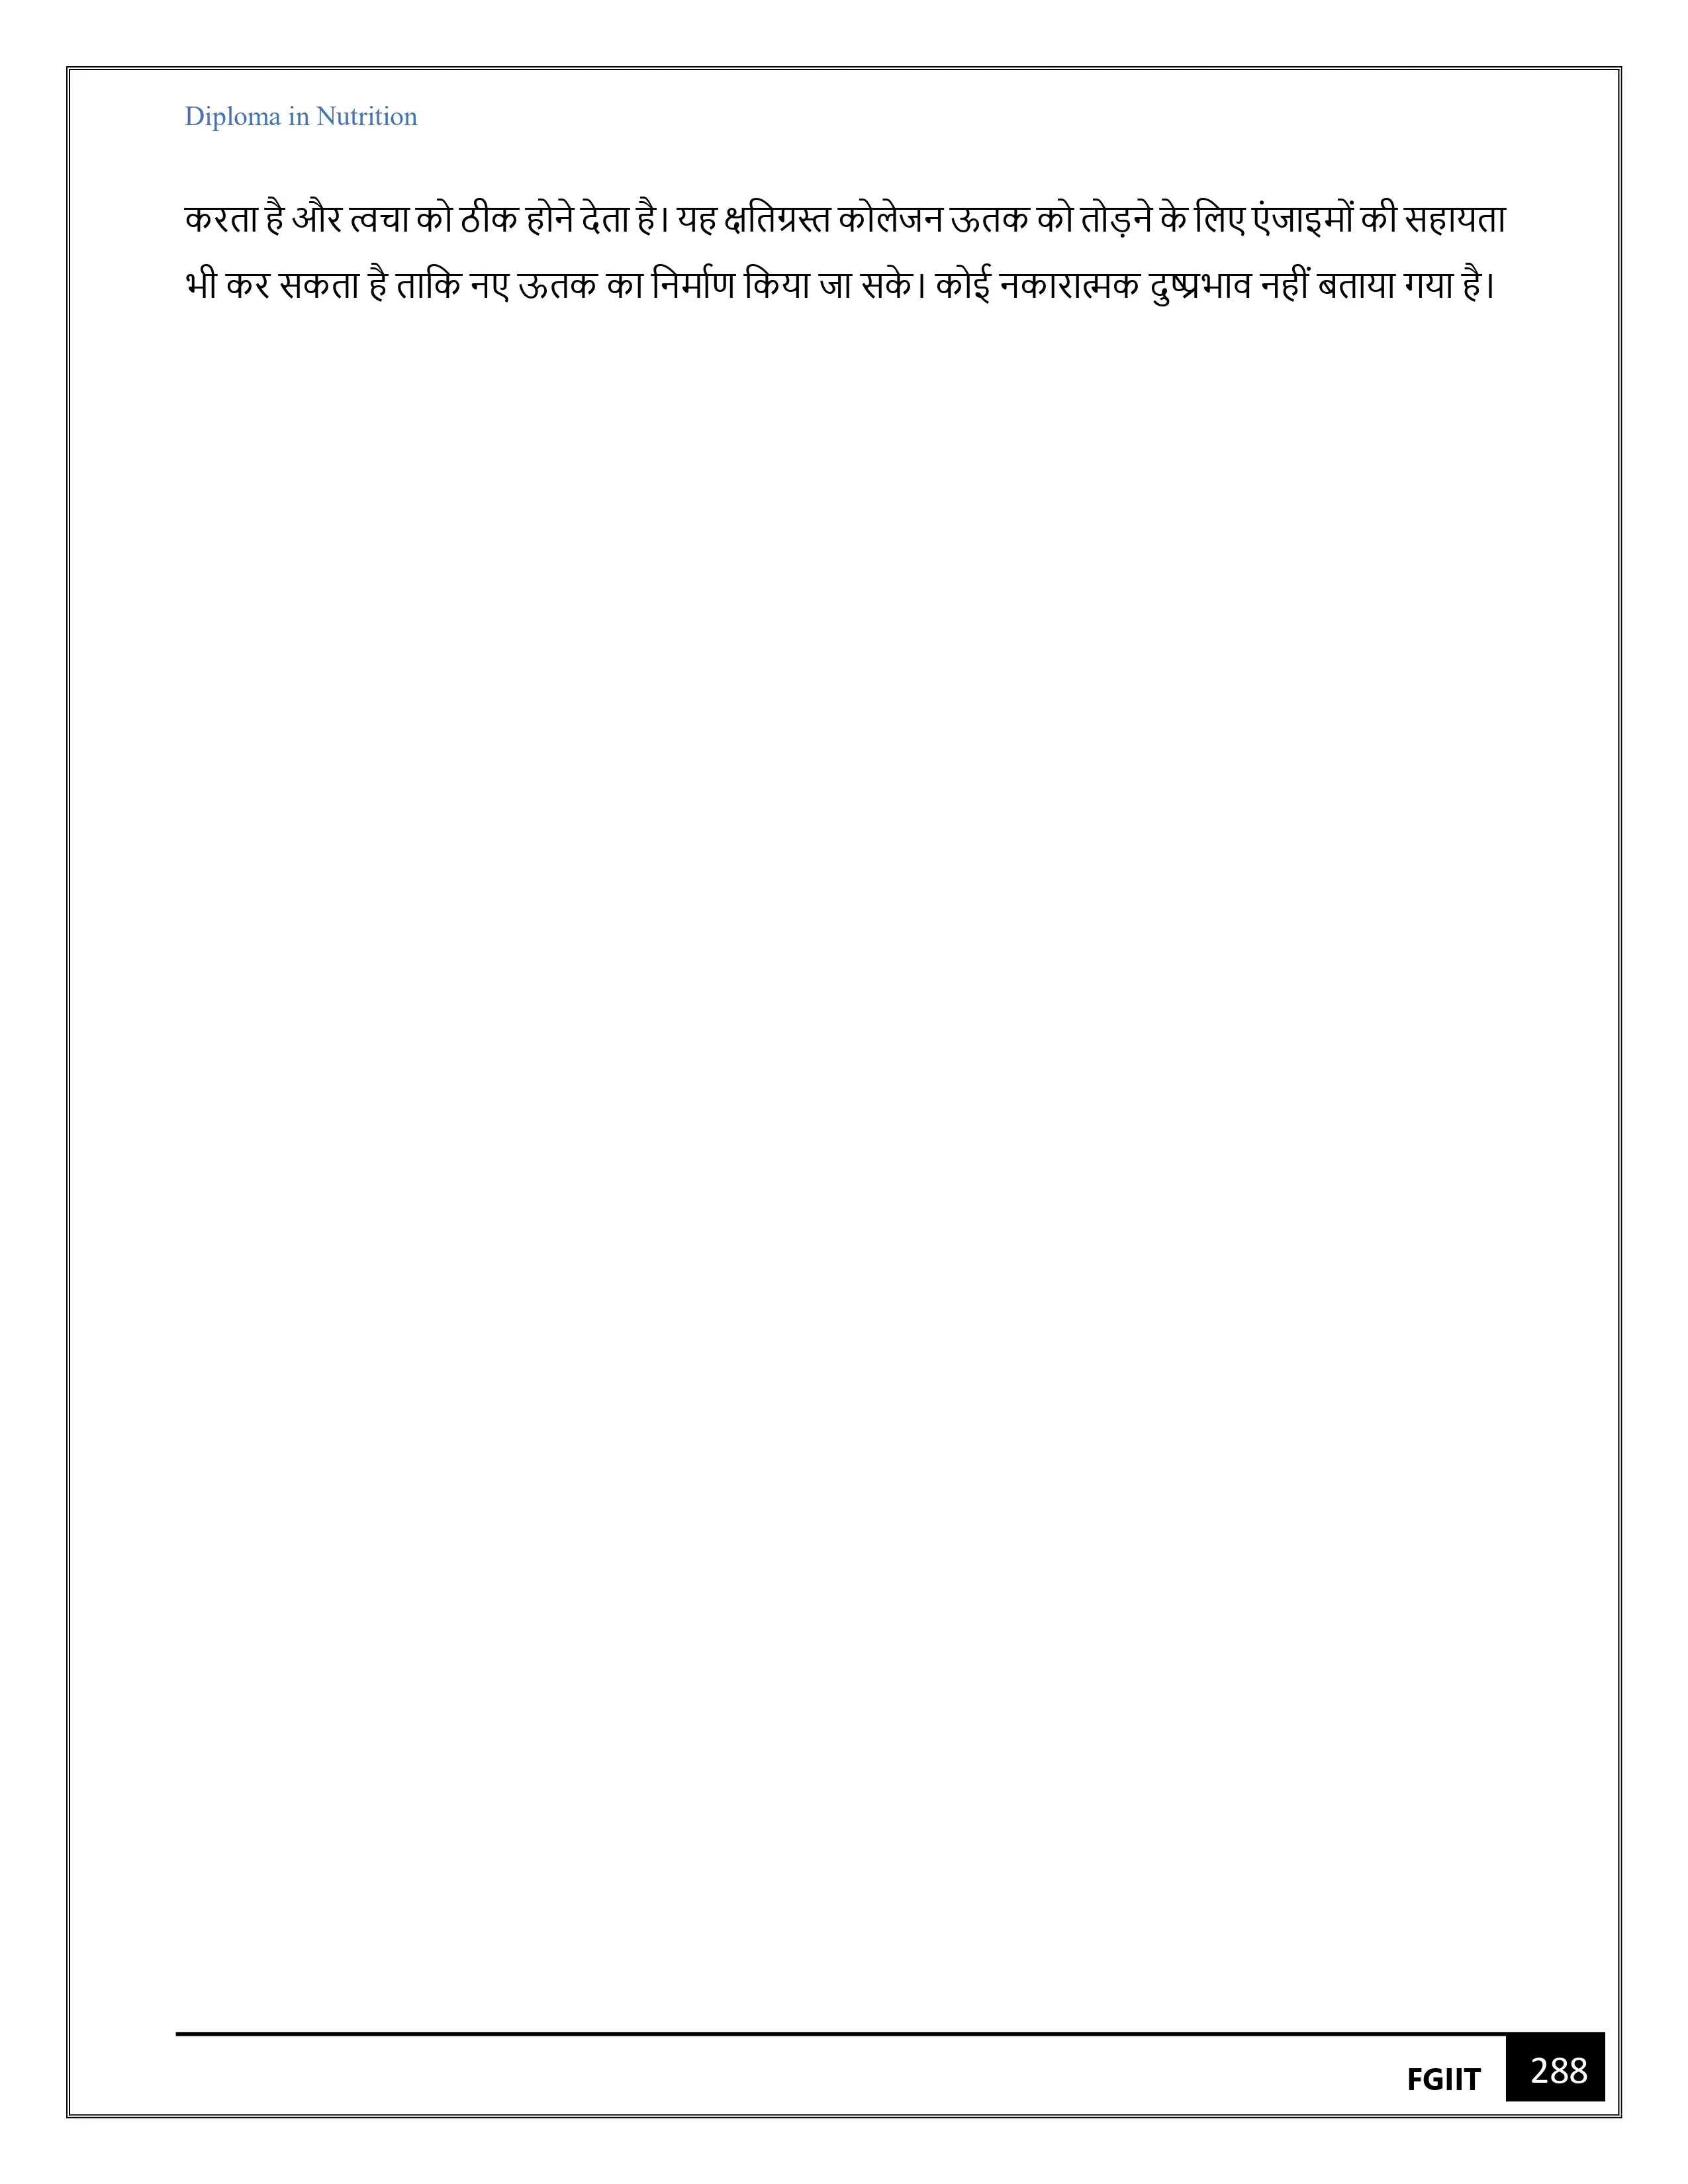 Diploma in Nutrition
करता है और त्वचा को ठीक होने देता है। यह क्षतिग्रस्त कोलेजन ऊतक को तोड़ने के लिए एंजाइमों की सहायता
भी कर सकता है ताकि नए ऊतक का निर्माण किया जा सके। कोई नकारात्मक दुष्प्रभाव नहीं बताया गया है।
FGIIT 288